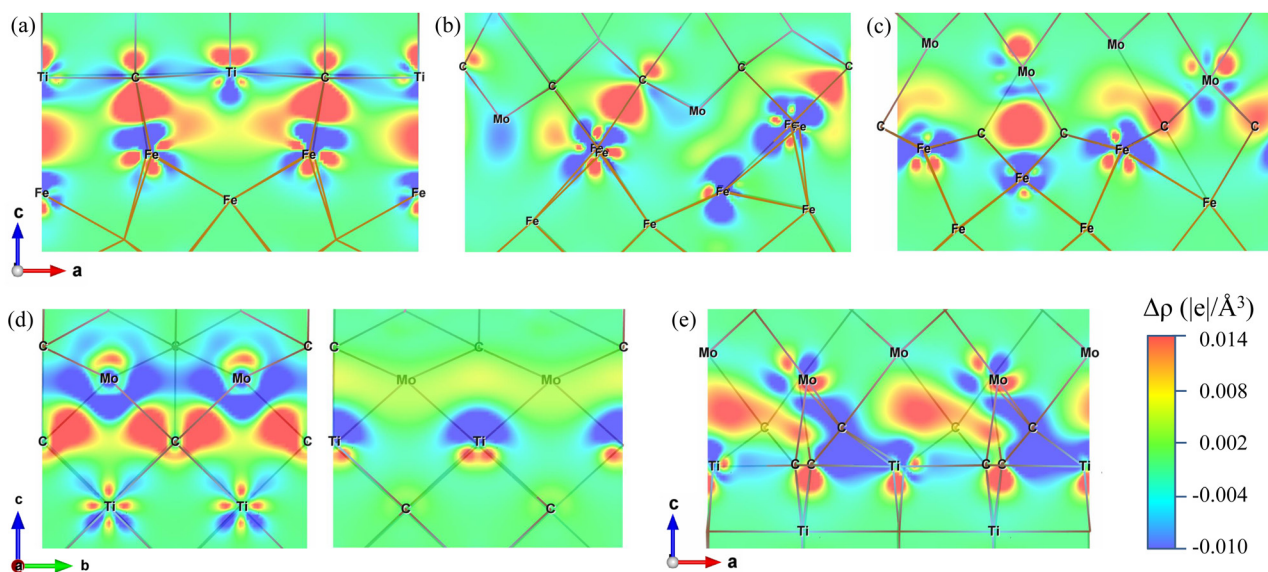 (a)
Ti C Ti C Ti
Fe Fe
Fe Fe Fe
c
a
(b)
C C C C
Mo Mo
Fe Fe Fe Fe
Fe
Fe Fe Fe
(c)
Mo Mo
Mo Mo
C C C C C
Fe Fe
Fe
Fe Fe Fe
(d)
C C C
Mo Mo
C C C
Ti Ti
c
a b
C C C
Mo Mo
Ti Ti Ti
C C
(e)
Mo Mo Mo
Mo Mo
C C C C
Ti C C Ti C C Ti
Ti Ti
c
a
Δρ (|e|/Å³)
0.014
0.008
0.002
-0.004
-0.010